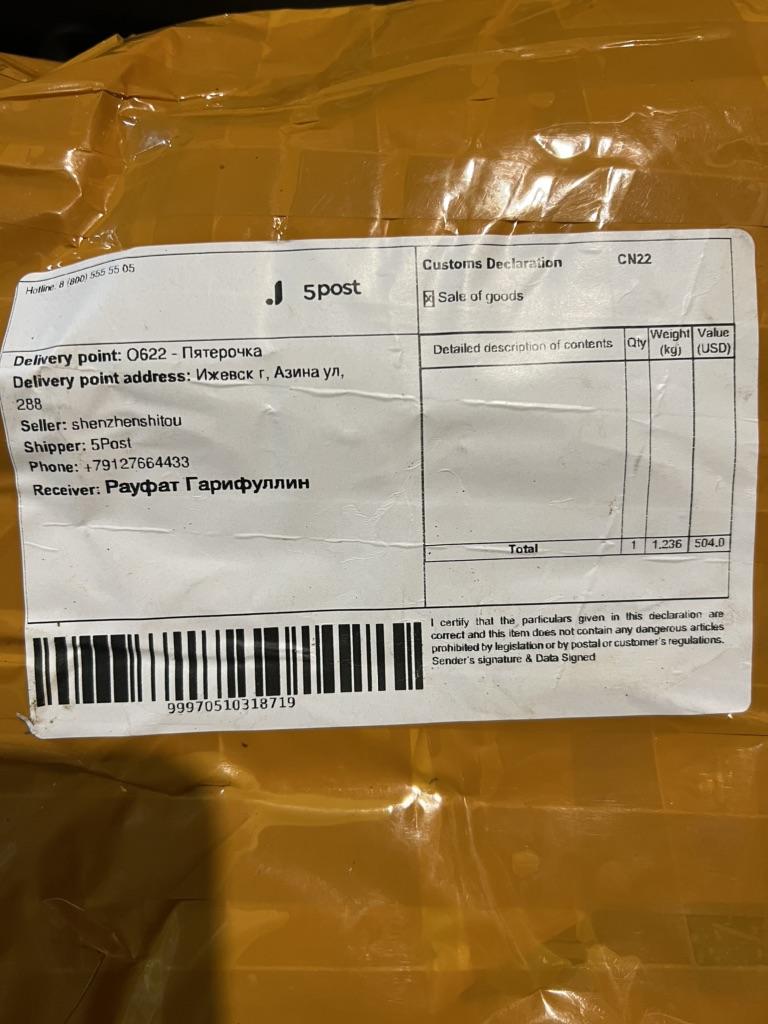 Hotline: 8 (800) 555 55 05
5post
Delivery point: О622 - Пятерочка
Delivery point address: Ижевск г, Азина ул,
288
Seller: shenzhenshitou
Shipper: 5Post
Phone: +79127664433
Receiver: Рауфат Гарифуллин
Customs Declaration CN22
Sale of goods
Detailed description of contents Qty Weight (kg) Value (USD)
Total 1 1.236 504.0
99970510318719
I certify that the particulars given in this declaration are
correct and this item does not contain any dangerous articles
prohibited by legislation or by postal or customer's regulations.
Sender's signature & Data Signed